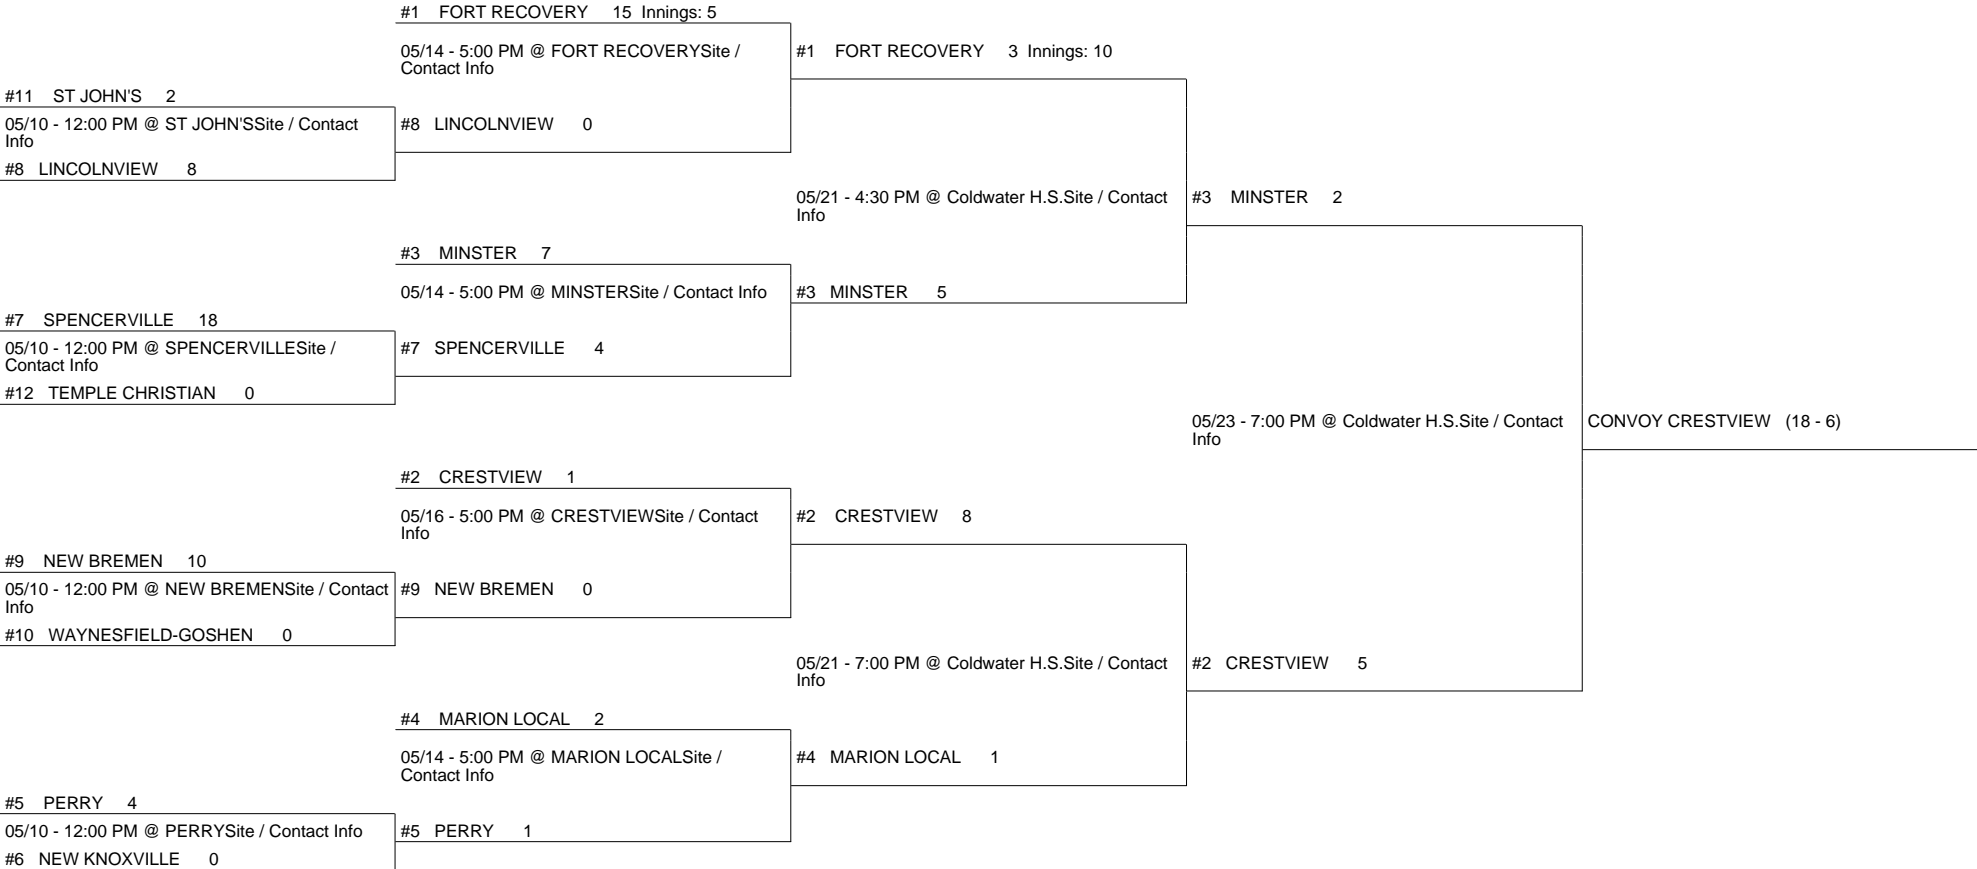 #1 FORT RECOVERY 15 Innings: 5
05/14 - 5:00 PM @ FORT RECOVERYSite /
Contact Info
#1 FORT RECOVERY 3 Innings: 10
#11 ST JOHN'S 2
05/10 - 12:00 PM @ ST JOHN'SSite / Contact
Info
#8 LINCOLNVIEW 0
#8 LINCOLNVIEW 8
05/21 - 4:30 PM @ Coldwater H.S.Site / Contact
Info
#3 MINSTER 2
#3 MINSTER 7
05/14 - 5:00 PM @ MINSTERSite / Contact Info
#3 MINSTER 5
#7 SPENCERVILLE 18
05/10 - 12:00 PM @ SPENCERVILLESite /
Contact Info
#7 SPENCERVILLE 4
#12 TEMPLE CHRISTIAN 0
05/23 - 7:00 PM @ Coldwater H.S.Site / Contact
Info
CONVOY CRESTVIEW (18 - 6)
#2 CRESTVIEW 1
05/16 - 5:00 PM @ CRESTVIEWSite / Contact
Info
#2 CRESTVIEW 8
#9 NEW BREMEN 10
05/10 - 12:00 PM @ NEW BREMENSite / Contact
Info
#9 NEW BREMEN 0
#10 WAYNESFIELD-GOSHEN 0
05/21 - 7:00 PM @ Coldwater H.S.Site / Contact
Info
#2 CRESTVIEW 5
#4 MARION LOCAL 2
05/14 - 5:00 PM @ MARION LOCALSite /
Contact Info
#4 MARION LOCAL 1
#5 PERRY 4
05/10 - 12:00 PM @ PERRYSite / Contact Info
#5 PERRY 1
#6 NEW KNOXVILLE 0